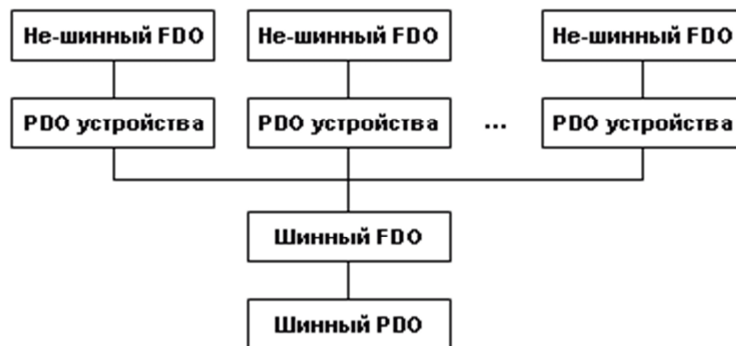 Не-шинный FDO Не-шинный FDO Не-шинный FDO
PDO устройства PDO устройства ... PDO устройства
Шинный FDO
Шинный PDO